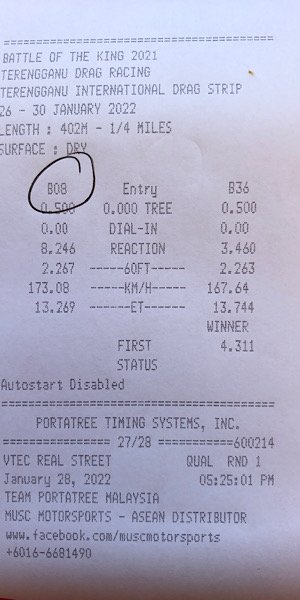 ================================
BATTLE OF THE KING 2021
TERENGGANU DRAG RACING
TERENGGANU INTERNATIONAL DRAG STRIP
26 - 30 JANUARY 2022
LENGTH : 402M - 1/4 MILES
SURFACE : DRY
B08 Entry B36
0.500 0.000 TREE 0.500
0.00 DIAL-IN 0.00
8.246 REACTION 3.460
2.267 -----60FT------ 2.263
173.08 -----KM/H------ 167.64
13.269 ------ET------- 13.744
WINNER
FIRST 4.311
STATUS
Autostart Disabled
================================
PORTATREE TIMING SYSTEMS, INC.
=============== 27/28 ===========600214
VTEC REAL STREET QUAL RND 1
January 28, 2022 05:25:01 PM
TEAM PORTATREE MALAYSIA
MUSC MOTORSPORTS - ASEAN DISTRIBUTOR
www.facebook.com/muscmotorsports
+6016-6681490